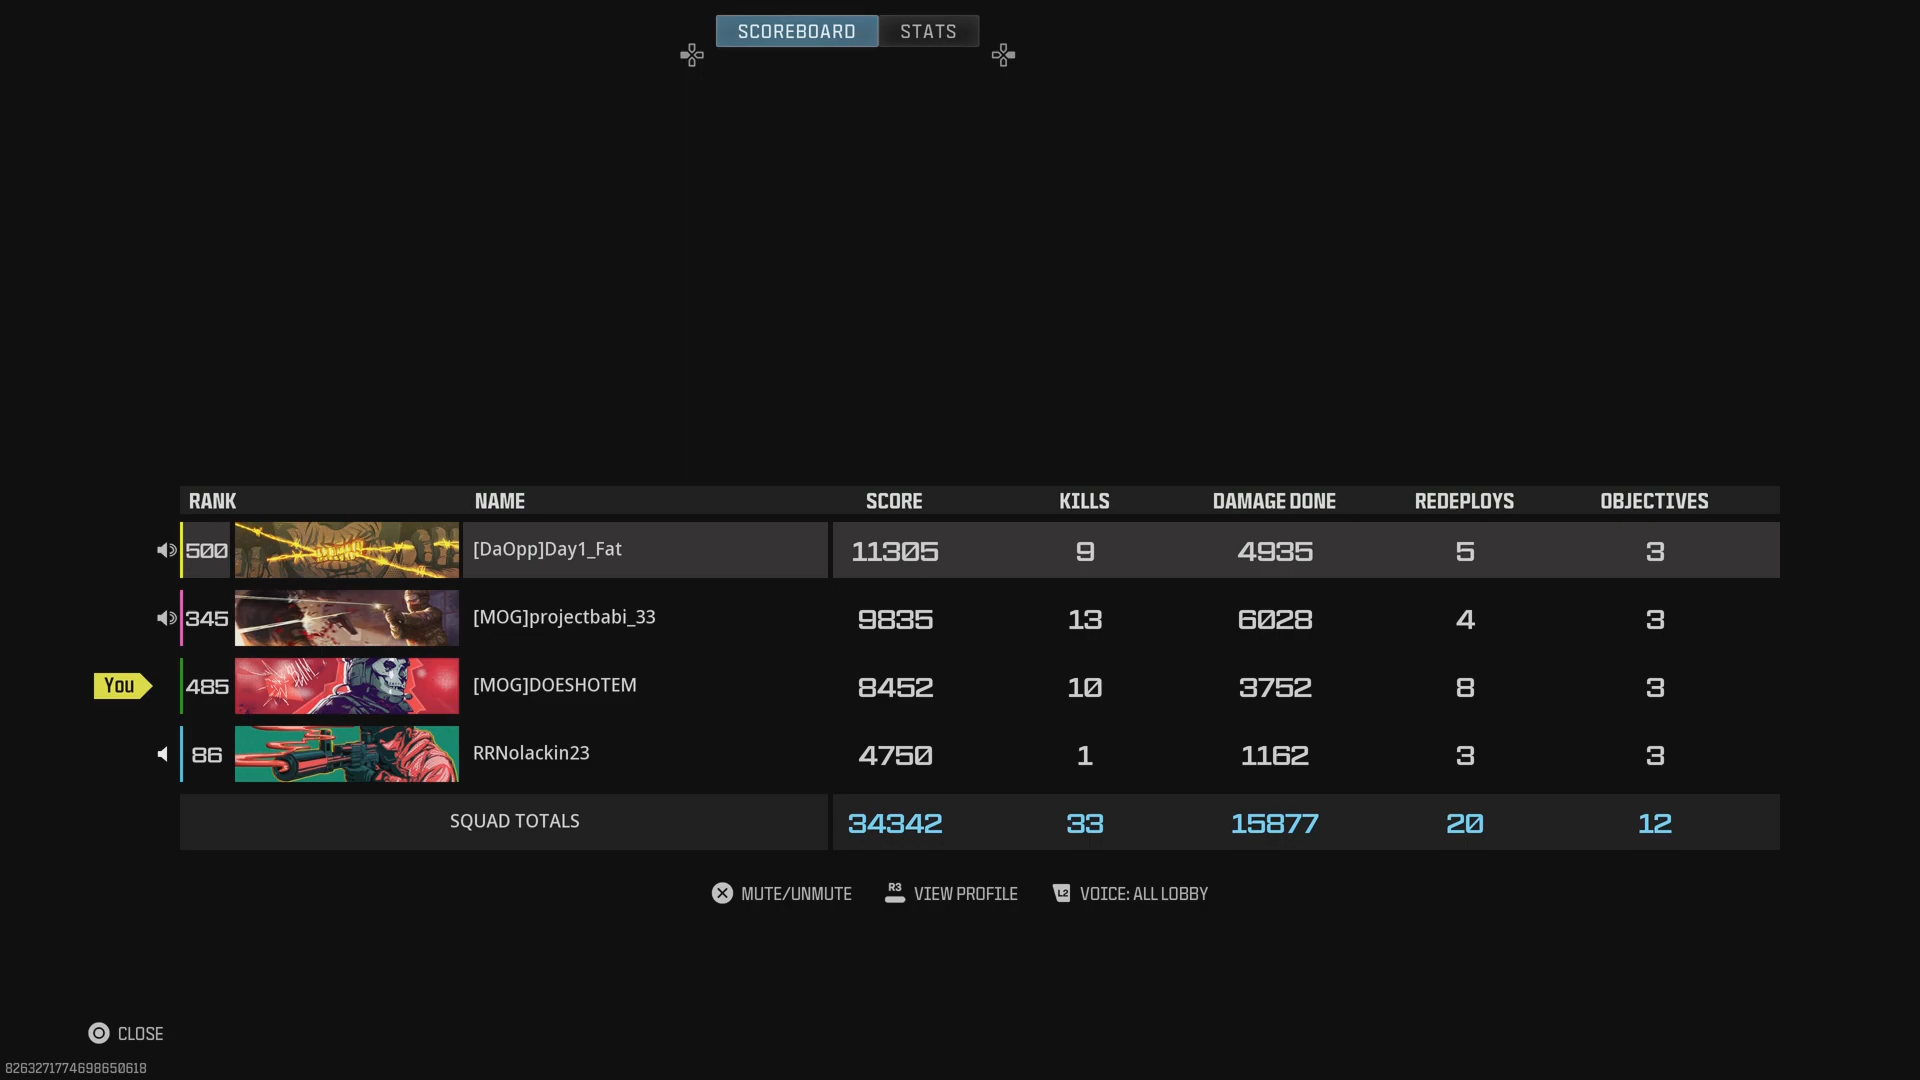 SCOREBOARD STATS
RANK NAME SCORE KILLS DAMAGE DONE REDEPLOYS OBJECTIVES
500 [DaOpp]Day1_Fat 11305 9 4935 5 3
345 [MOG]projectbabi_33 9835 13 6028 4 3
You 485 [MOG]DOESHOTEM 8452 10 3752 8 3
86 RRNolackin23 4750 1 1162 3 3
SQUAD TOTALS 34342 33 15877 20 12
MUTE/UNMUTE R3 VIEW PROFILE L2 VOICE: ALL LOBBY
CLOSE
8263271774698650618